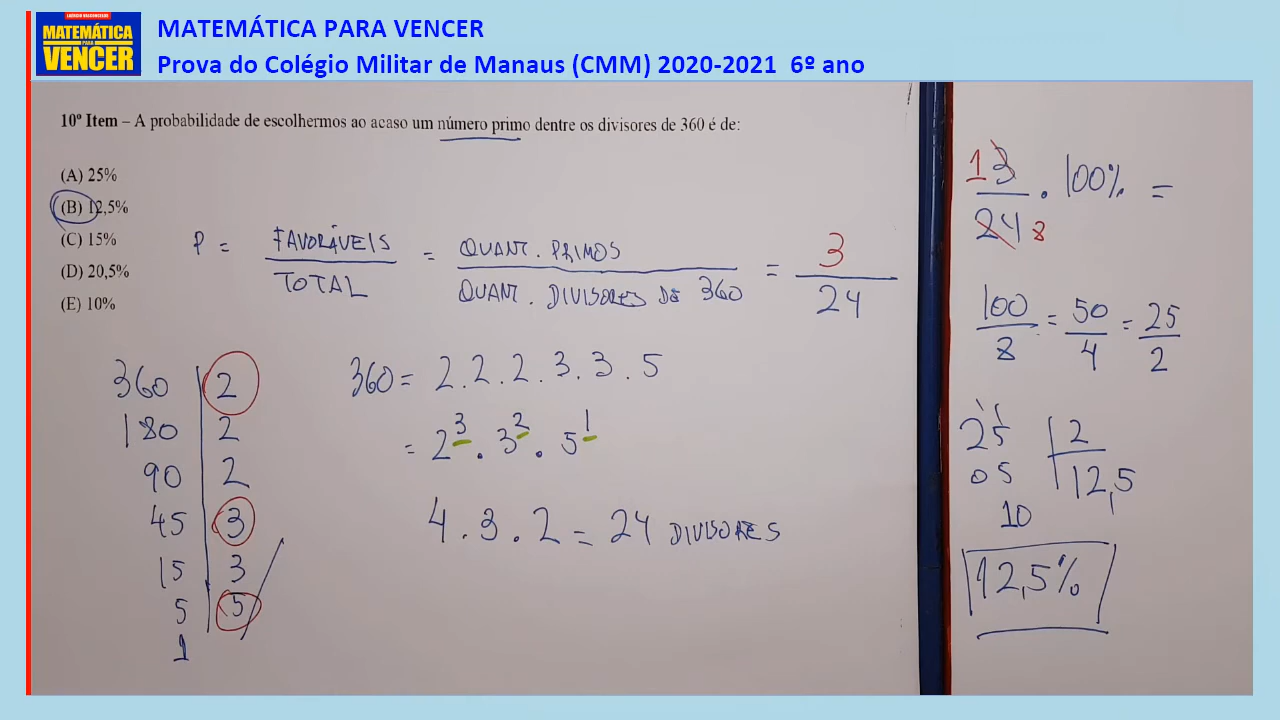 COLÉGIO NACIONAL
MATEMÁTICA
PARA
VENCER
MATEMÁTICA PARA VENCER
Prova do Colégio Militar de Manaus (CMM) 2020-2021 6º ano
10º Item – A probabilidade de escolhermos ao acaso um número primo dentre os divisores de 360 é de:
(A) 25%
(B) 12,5%
(C) 15%
(D) 20,5%
(E) 10%
P = FAVORÁVEIS / TOTAL = QUANT. PRIMOS / QUANT. DIVISORES DE 360 = 3 / 24
360 | 2
180 | 2
90 | 2
45 | 3
15 | 3
5 | 5
1
360 = 2 . 2 . 2 . 3 . 3 . 5
= 2³ . 3² . 5¹
4 . 3 . 2 = 24 DIVISORES
1 3 / 24 8 . 100% =
100 / 8 = 50 / 4 = 25 / 2
25 | 2
05 12,5
10
12,5%